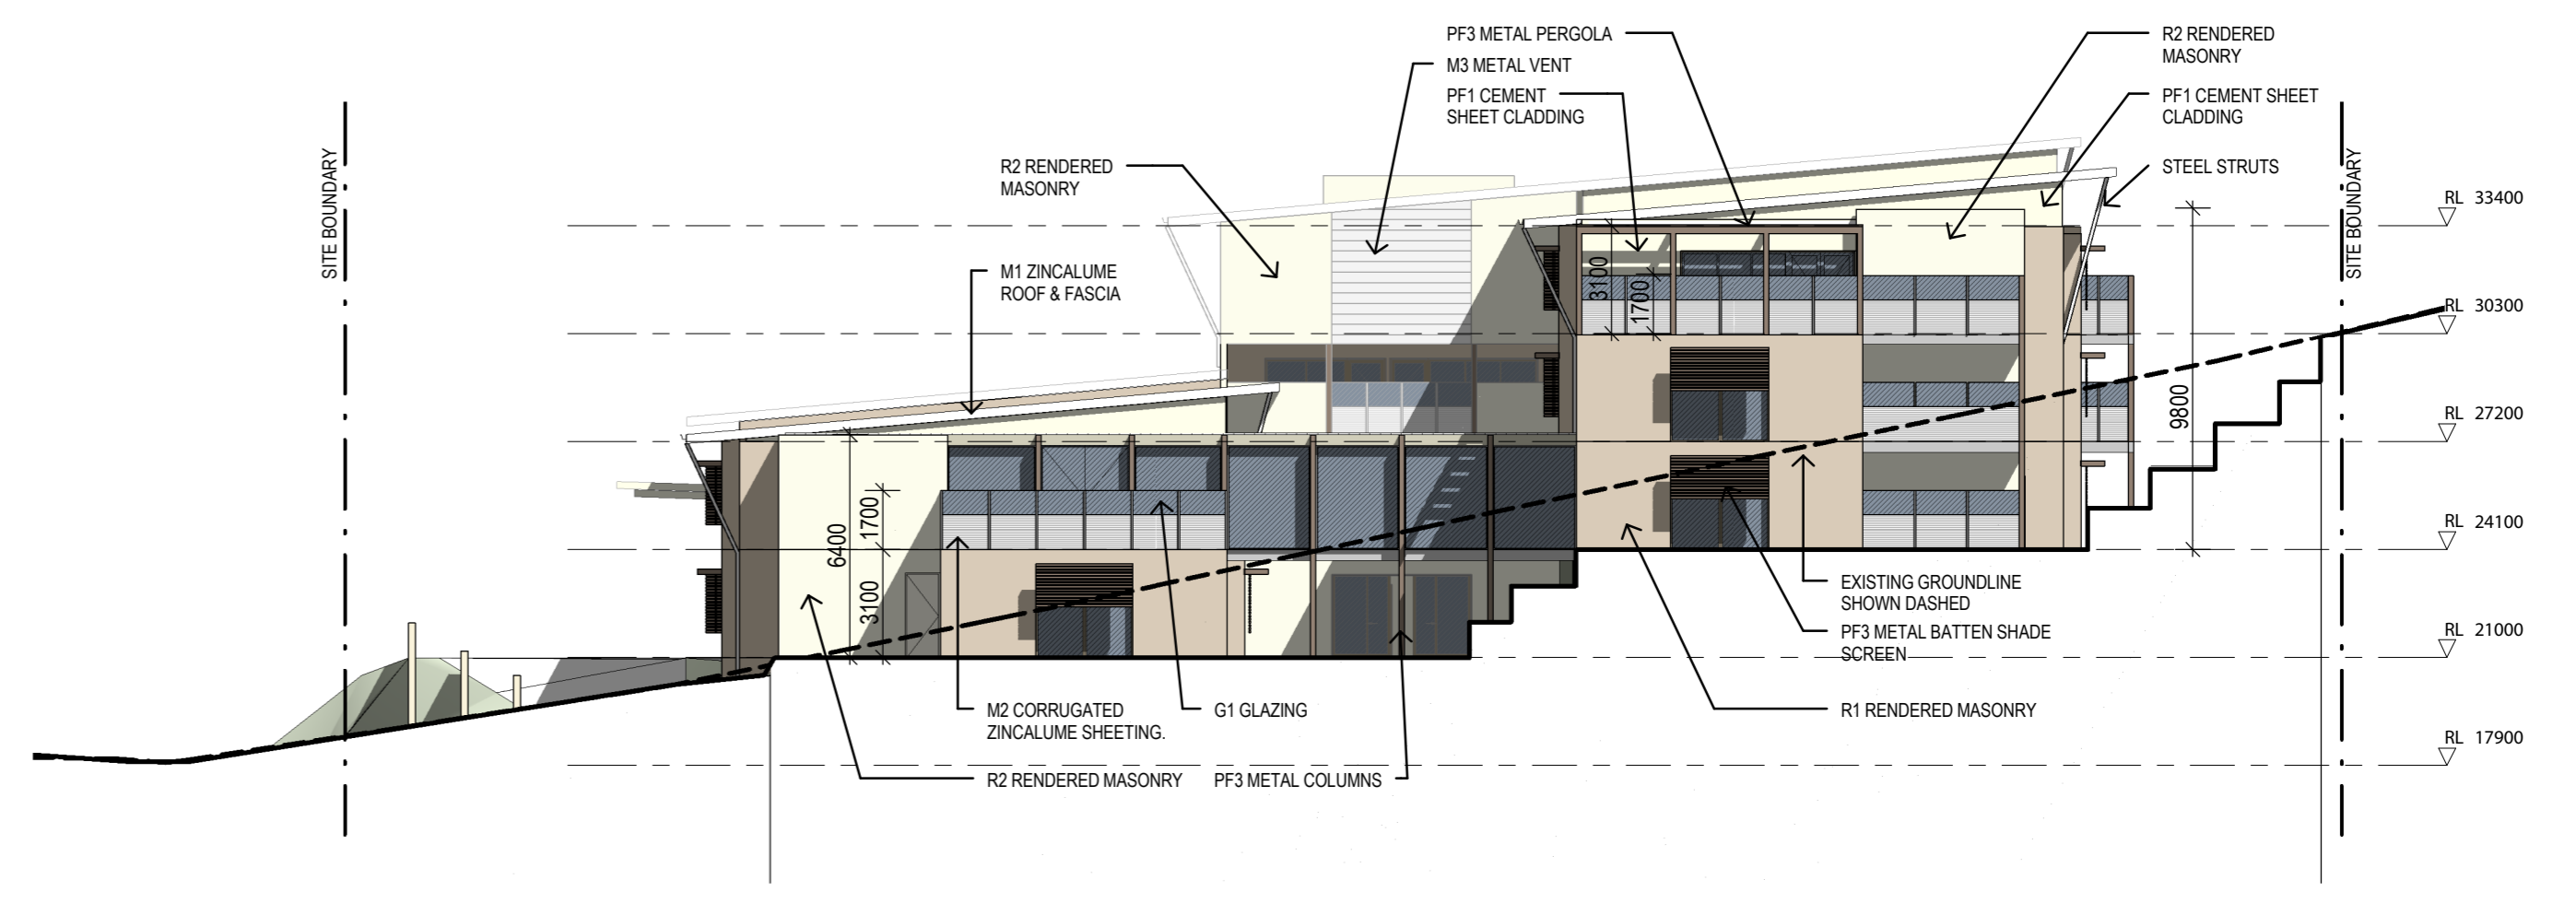 PF3 METAL PERGOLA
M3 METAL VENT
PF1 CEMENT
SHEET CLADDING
R2 RENDERED
MASONRY
PF1 CEMENT SHEET
CLADDING
STEEL STRUTS
R2 RENDERED
MASONRY
M1 ZINCALUME
ROOF & FASCIA
SITE BOUNDARY
SITE BOUNDARY
RL 33400
RL 30300
RL 27200
RL 24100
RL 21000
RL 17900
3100
1700
9800
6400
1700
3100
EXISTING GROUNDLINE
SHOWN DASHED
PF3 METAL BATTEN SHADE
SCREEN
R1 RENDERED MASONRY
M2 CORRUGATED
ZINCALUME SHEETING.
G1 GLAZING
R2 RENDERED MASONRY
PF3 METAL COLUMNS